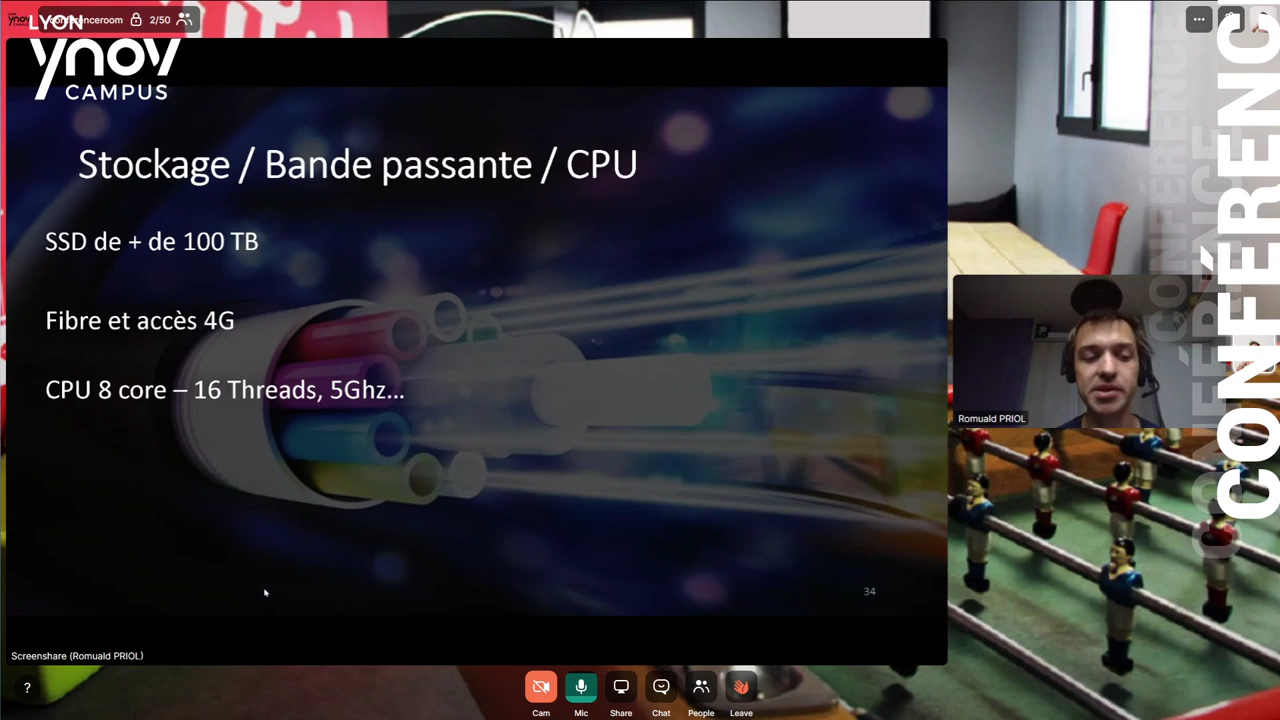 LYON
conferenceroom
2/50
ynov
CAMPUS
Stockage / Bande passante / CPU
SSD de + de 100 TB
Fibre et accès 4G
CPU 8 core – 16 Threads, 5Ghz...
34
Screenshare (Romuald PRIOL)
Romuald PRIOL
CONFÉRENC
CONFÉRENCE
CONFÉRENCE
?
Cam
Mic
Share
Chat
People
Leave